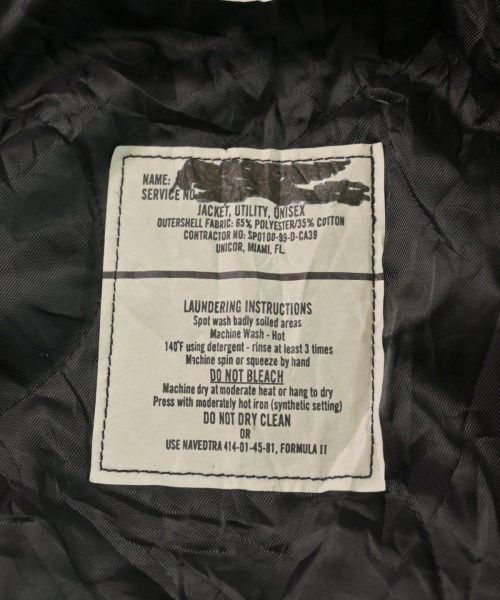 NAME:
SERVICE NO.
JACKET, UTILITY, UNISEX
OUTERSHELL FABRIC: 65% POLYESTER/35% COTTON
CONTRACTOR NO: SPO100-99-D-CA39
UNICOR, MIAMI, FL.
LAUNDERING INSTRUCTIONS
Spot wash badly soiled areas
Machine Wash - Hot
140°F using detergent - rinse at least 3 times
Machine spin or squeeze by hand
DO NOT BLEACH
Machine dry at moderate heat or hang to dry
Press with moderately hot iron (synthetic setting)
DO NOT DRY CLEAN
OR
USE NAVEDTRA 414-01-45-81, FORMULA II